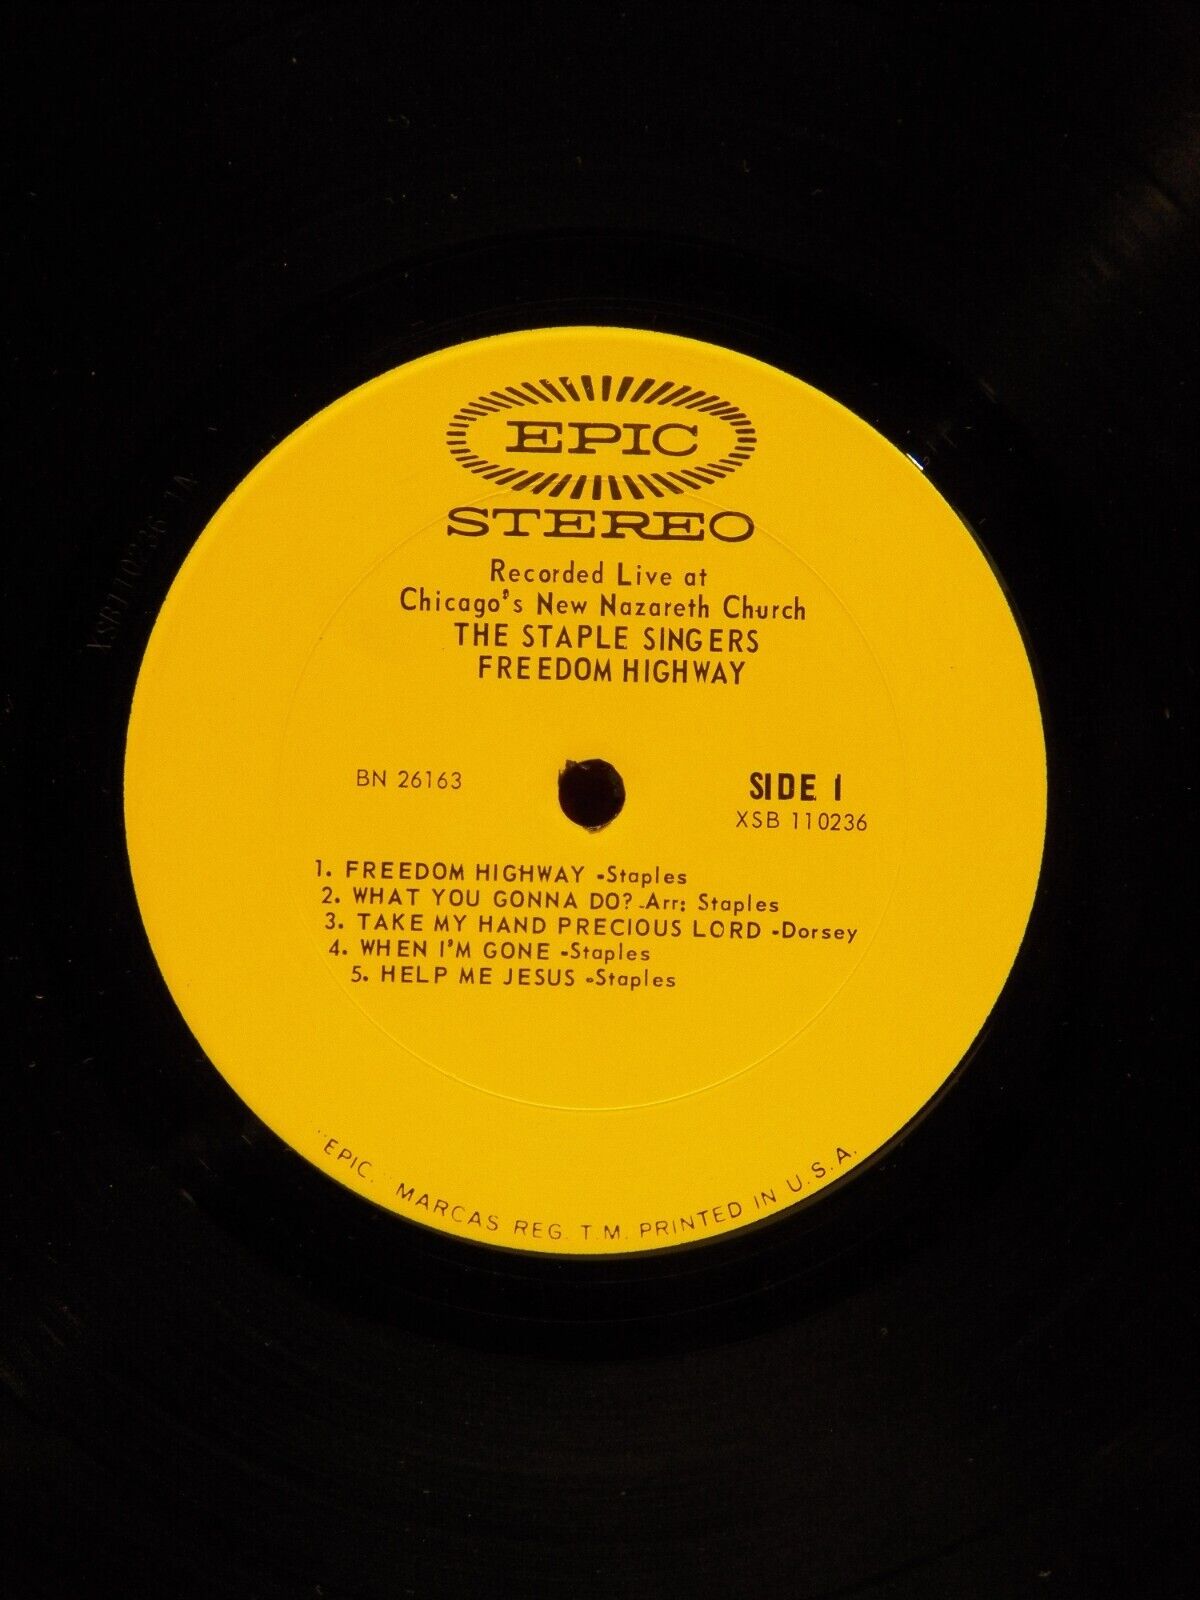 EPIC
STEREO
Recorded Live at
Chicago's New Nazareth Church
THE STAPLE SINGERS
FREEDOM HIGHWAY
BN 26163
SIDE 1
XSB 110236
1. FREEDOM HIGHWAY -Staples
2. WHAT YOU GONNA DO? -Arr: Staples
3. TAKE MY HAND PRECIOUS LORD -Dorsey
4. WHEN I'M GONE -Staples
5. HELP ME JESUS -Staples
"EPIC," MARCAS REG. T.M. PRINTED IN U.S.A.
XSB110236 1A